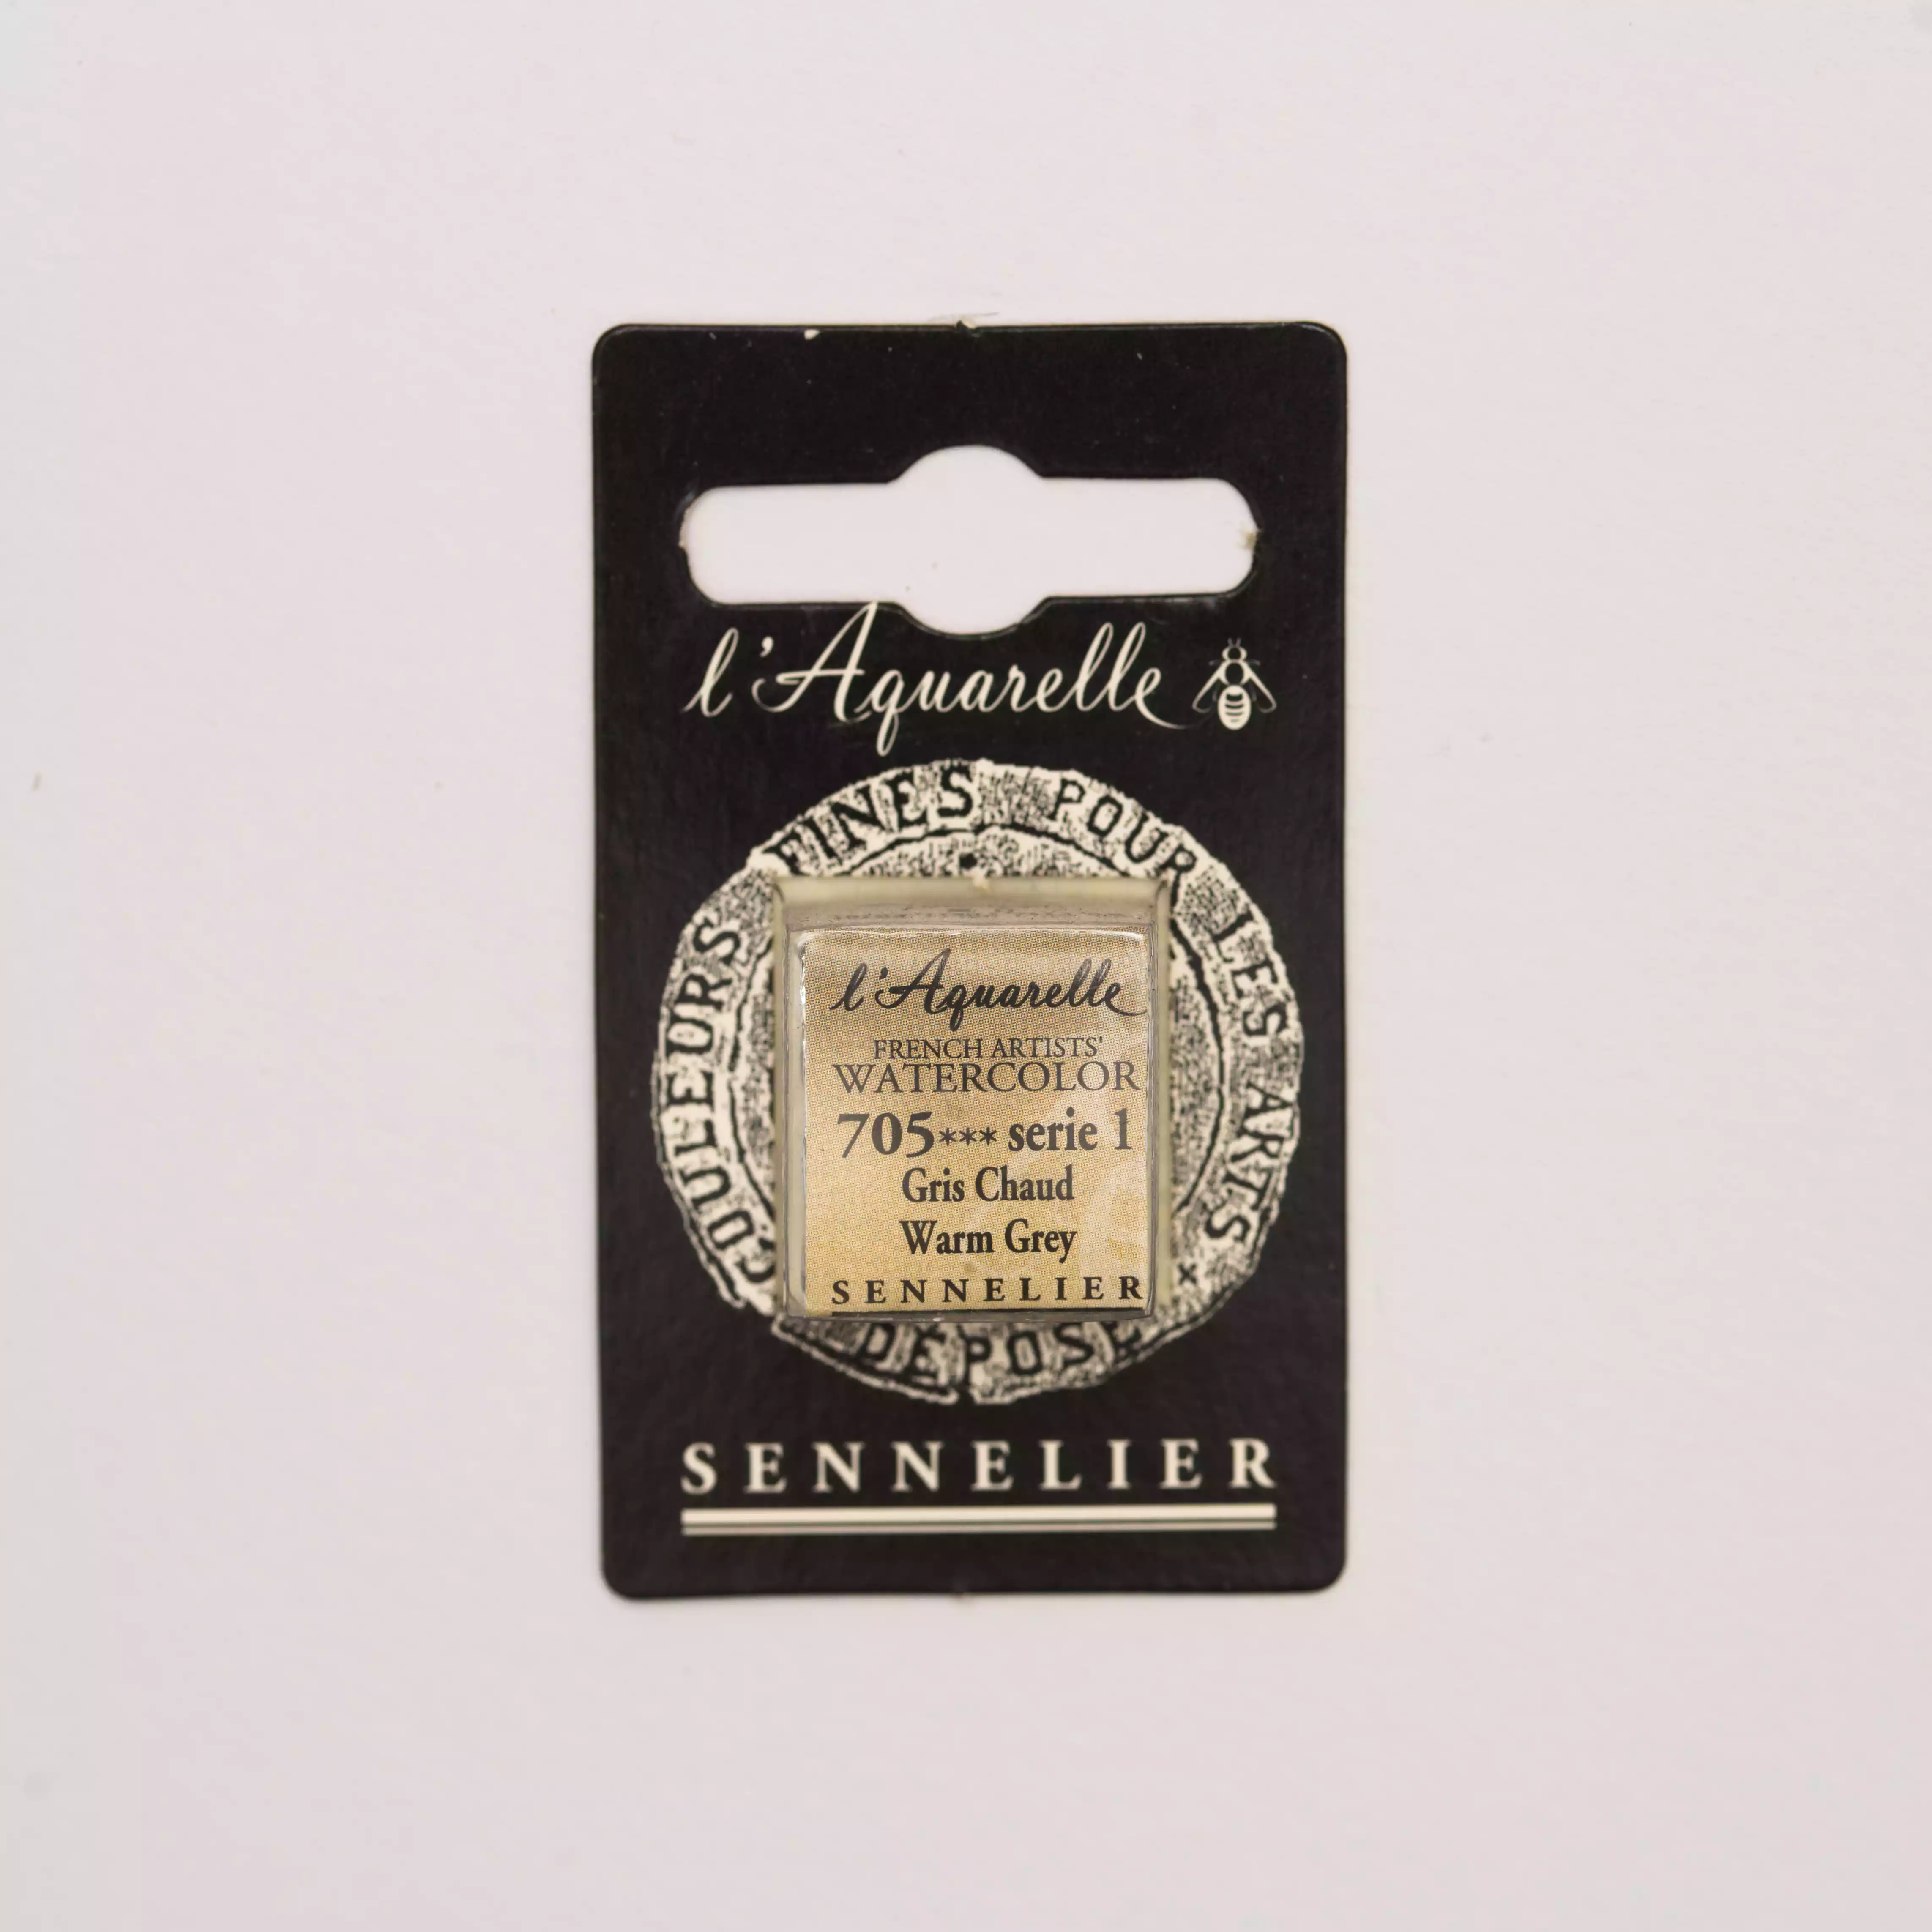 l'Aquarelle
COULEURS FINES POUR LES ARTS
l'Aquarelle
FRENCH ARTISTS'
WATERCOLOR
705*** serie 1
Gris Chaud
Warm Grey
SENNELIER
DÉPOSÉ
SENNELIER